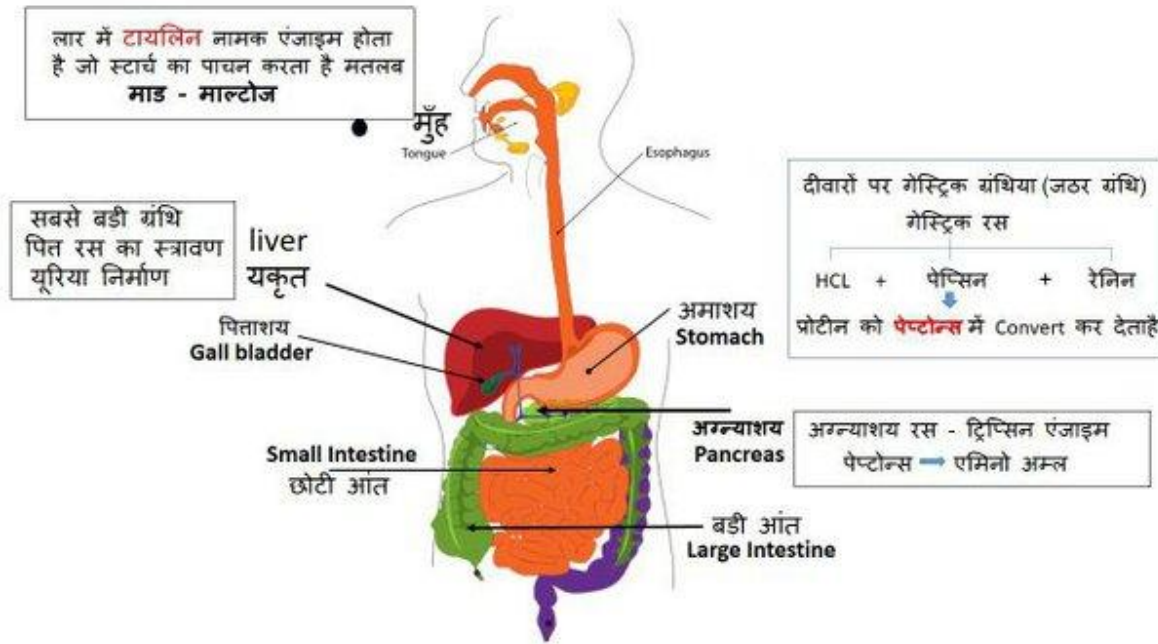 लार में टायलिन नामक एंजाइम होता
है जो स्टार्च का पाचन करता है मतलब
माड - माल्टोज
मुँह
Tongue
Esophagus
दीवारों पर गेस्ट्रिक ग्रंथिया (जठर ग्रंथि)
गेस्ट्रिक रस
HCL + पेप्सिन + रेनिन
प्रोटीन को पेप्टोन्स में Convert कर देताहै
सबसे बडी ग्रंथि
पित्त रस का स्त्रावण
यूरिया निर्माण
liver
यकृत
पित्ताशय
Gall bladder
अमाशय
Stomach
अग्न्याशय
Pancreas
अग्न्याशय रस - ट्रिप्सिन एंजाइम
पेप्टोन्स ➡ एमिनो अम्ल
Small Intestine
छोटी आंत
बडी आंत
Large Intestine